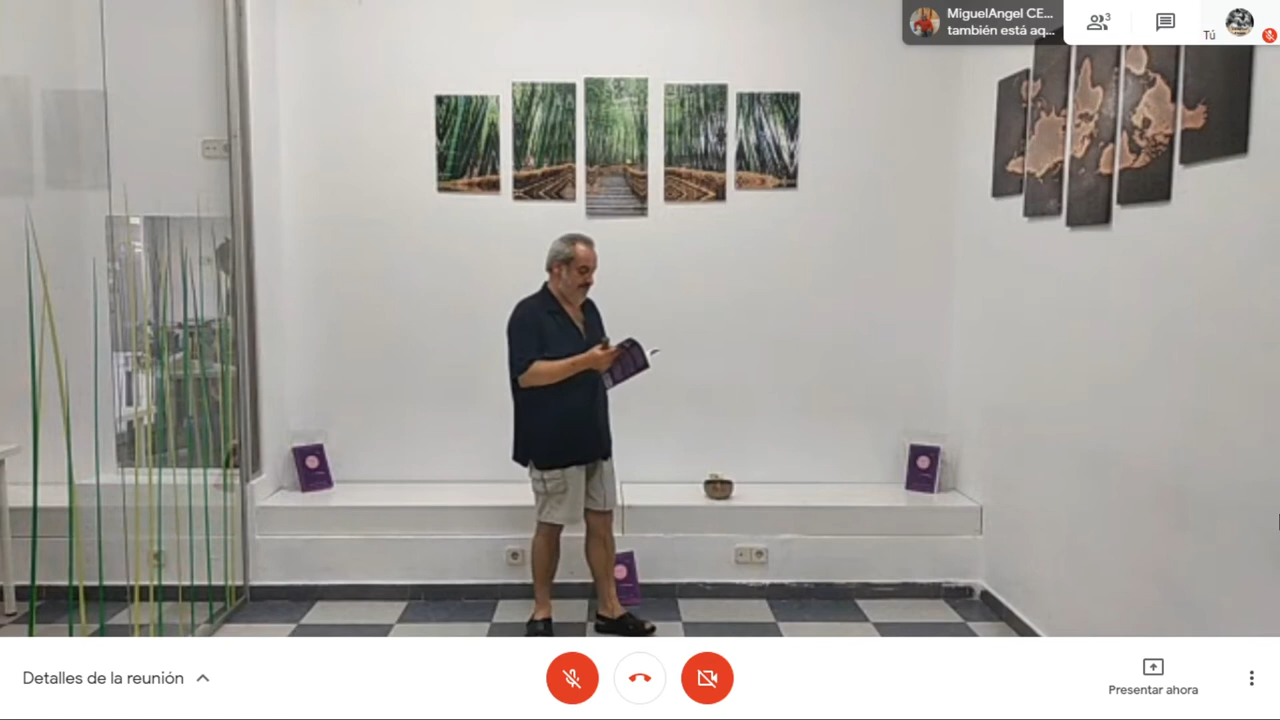 MiguelAngel CE...
también está aq...
3
Tú
Detalles de la reunión
Presentar ahora